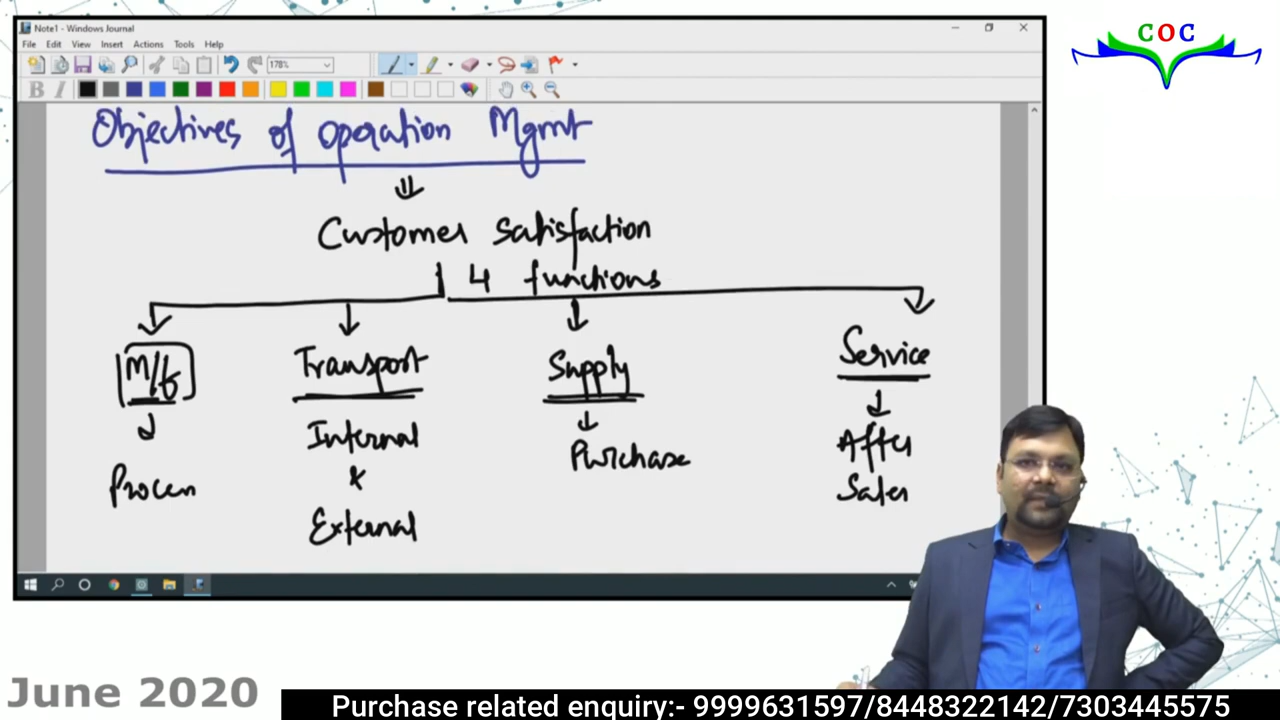 COC
Note1 - Windows Journal
File Edit View Insert Actions Tools Help
178%
B I
Objectives of operation Mgmt
Customer Satisfaction
4 functions
M/f Transport Supply Service
Internal Purchase After
& Sales
Process
External
June 2020
Purchase related enquiry:- 9999631597/8448322142/7303445575